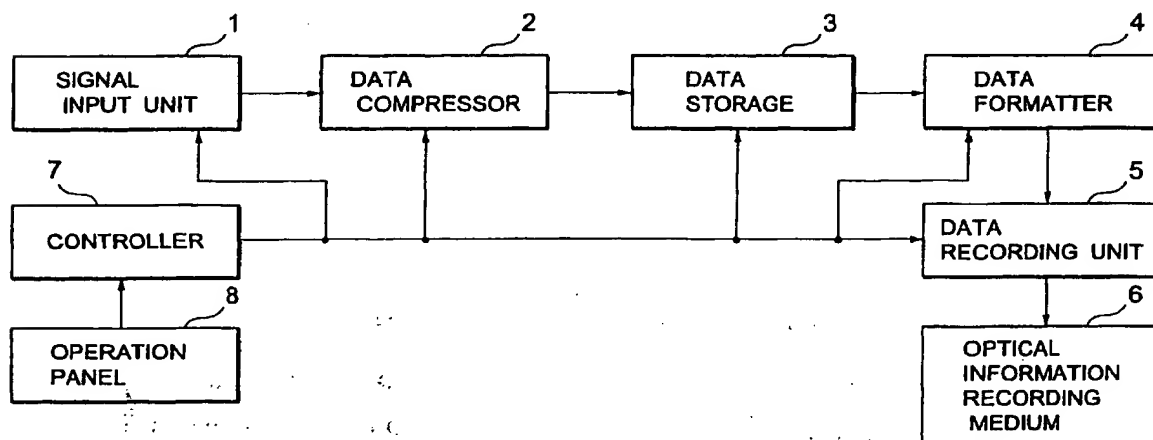 1
2
3
4
SIGNAL
INPUT UNIT
DATA
COMPRESSOR
DATA
STORAGE
DATA
FORMATTER
7
5
CONTROLLER
DATA
RECORDING UNIT
8
6
OPERATION
PANEL
OPTICAL
INFORMATION
RECORDING
MEDIUM